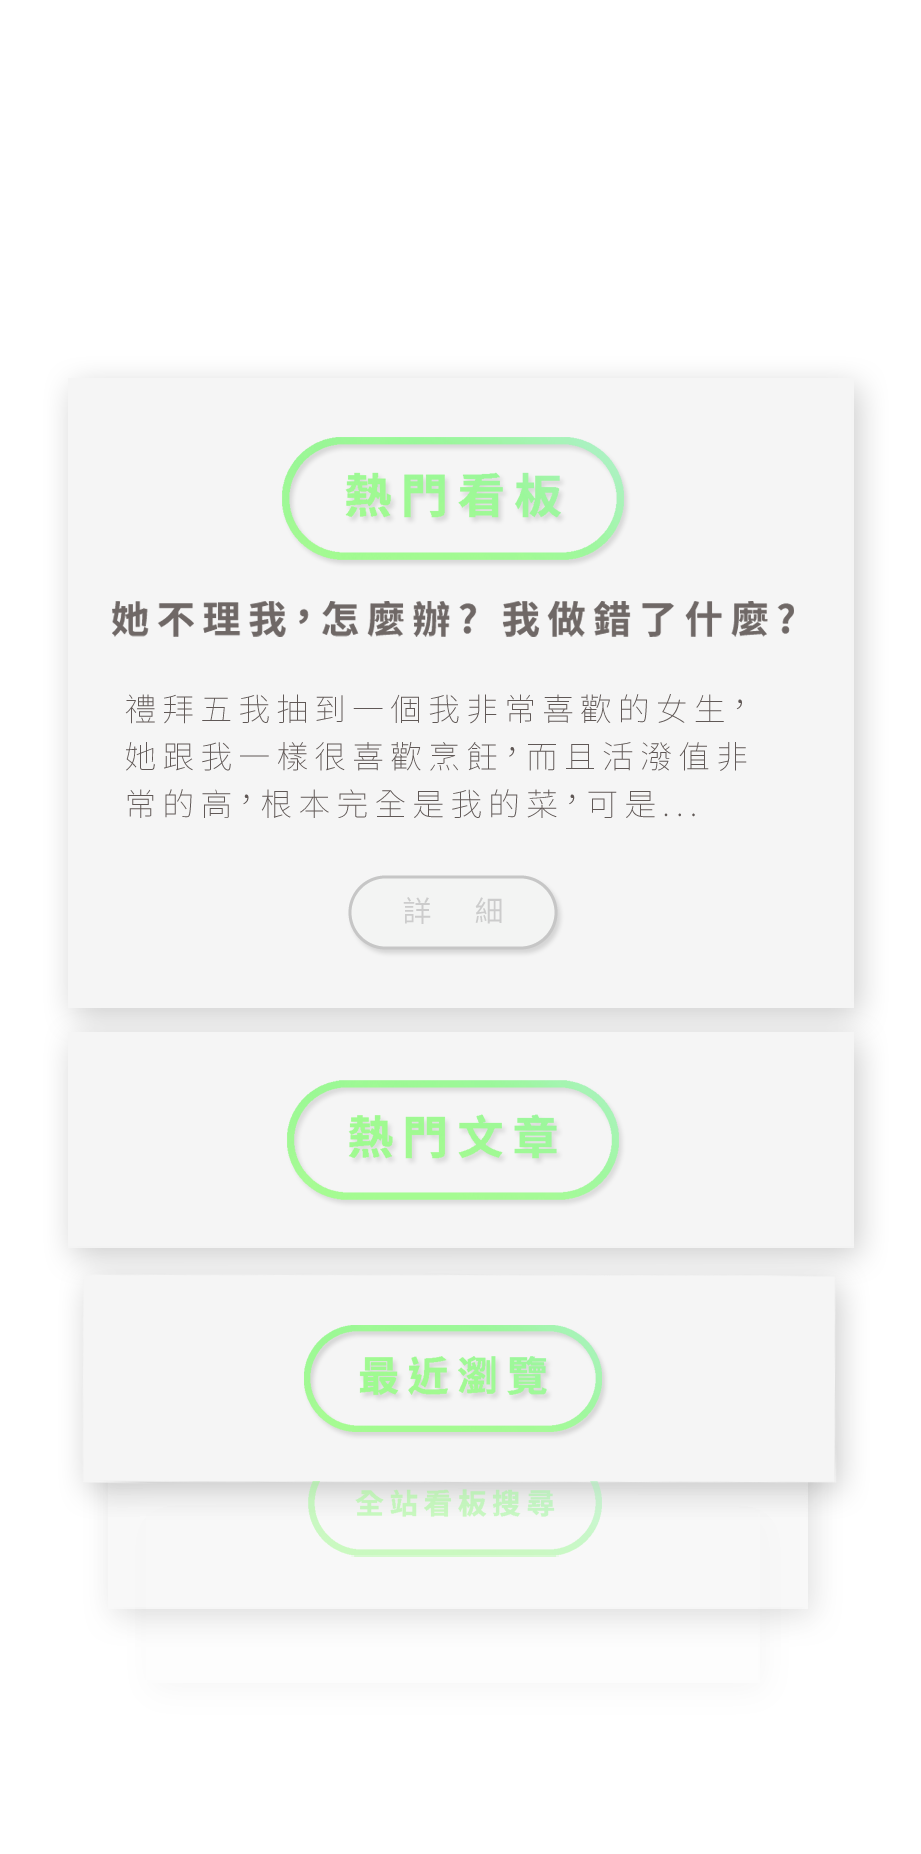 熱門看板
她不理我，怎麼辦? 我做錯了什麼?
禮拜五我抽到一個我非常喜歡的女生，
她跟我一樣很喜歡烹飪，而且活潑值非
常的高，根本完全是我的菜，可是...
詳 細
熱門文章
最近瀏覽
全站看板搜尋